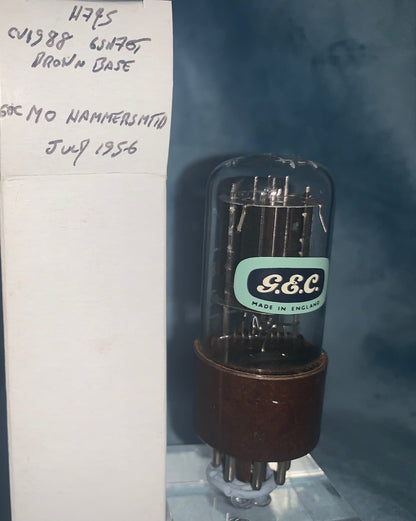 H795
CV1988 6SN7GT
BROWN BASE
GEC MO HAMMERSMITH
JULY 1956
G.E.C.
MADE IN ENGLAND